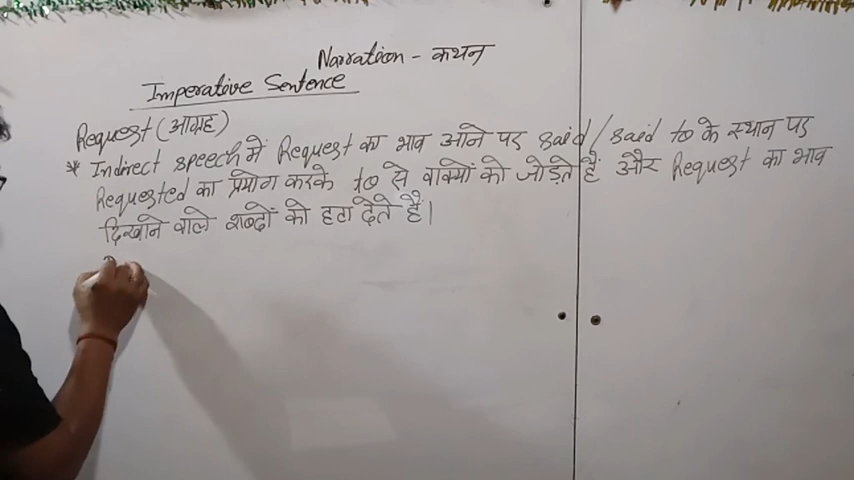 Narration - कथन
Imperative Sentence
Request (आग्रह)
* Indirect speech में Request का भाव आने पर said / said to के स्थान पर
Requested का प्रयोग करके to से वाक्यों को जोड़ते हैं और Request का भाव
दिखाने वाले शब्दों को हटा देते है।